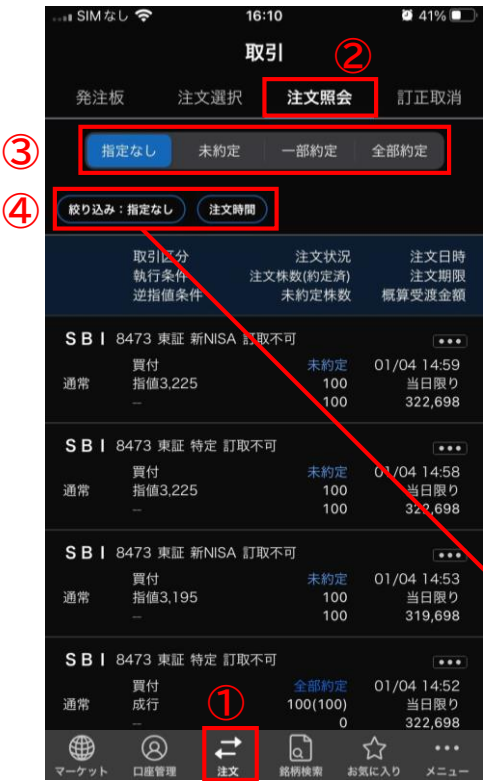 SIMなし 16:10 41%
取引
②
発注板 注文選択 注文照会 訂正取消
③
指定なし 未約定 一部約定 全部約定
④
絞り込み：指定なし 注文時間
取引区分 注文状況 注文日時
執行条件 注文株数(約定済) 注文期限
逆指値条件 未約定株数 概算受渡金額
ＳＢＩ 8473 東証 新NISA 訂取不可
買付 未約定 01/04 14:59
通常 指値3,225 100 当日限り
-- 100 322,698
ＳＢＩ 8473 東証 特定 訂取不可
買付 未約定 01/04 14:58
通常 指値3,225 100 当日限り
-- 100 322,698
ＳＢＩ 8473 東証 新NISA 訂取不可
買付 未約定 01/04 14:53
通常 指値3,195 100 当日限り
-- 100 319,698
ＳＢＩ 8473 東証 特定 訂取不可
買付 全部約定 01/04 14:52
通常 成行 100(100) 当日限り
-- 0 322,698
①
マーケット 口座管理 注文 銘柄検索 お気に入り メニュー